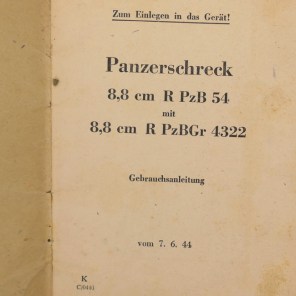 Zum Einlegen in das Gerät!
Panzerschreck
8,8 cm R PzB 54
mit
8,8 cm R PzBGr 4322
Gebrauchsanleitung
vom 7. 6. 44
K